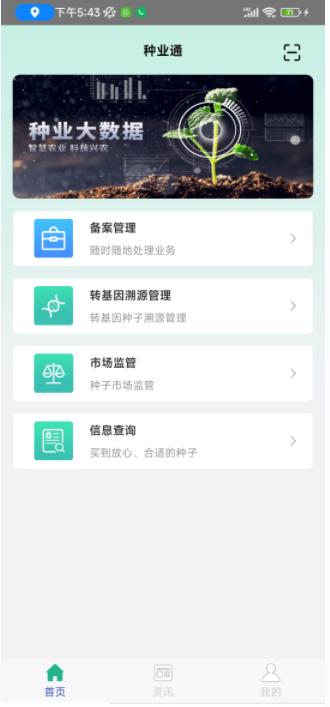 下午5:43
71
种业通
种业大数据
智慧农业 科技兴农
备案管理
随时随地处理业务
转基因溯源管理
转基因种子溯源管理
市场监管
种子市场监管
信息查询
买到放心、合适的种子
首页
资讯
我的